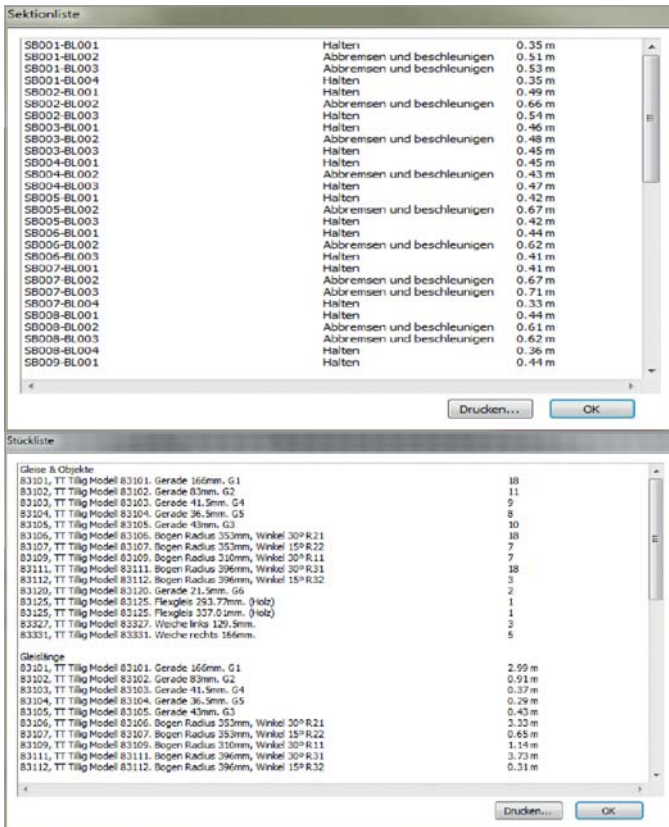 Sektionliste
SB001-BL001 Halten 0.35 m
SB001-BL002 Abbremsen und beschleunigen 0.51 m
SB001-BL003 Abbremsen und beschleunigen 0.53 m
SB001-BL004 Halten 0.35 m
SB002-BL001 Halten 0.49 m
SB002-BL002 Abbremsen und beschleunigen 0.66 m
SB002-BL003 Halten 0.54 m
SB003-BL001 Halten 0.46 m
SB003-BL002 Abbremsen und beschleunigen 0.48 m
SB003-BL003 Halten 0.45 m
SB004-BL001 Halten 0.45 m
SB004-BL002 Abbremsen und beschleunigen 0.43 m
SB004-BL003 Halten 0.47 m
SB005-BL001 Halten 0.42 m
SB005-BL002 Abbremsen und beschleunigen 0.67 m
SB005-BL003 Halten 0.42 m
SB006-BL001 Halten 0.44 m
SB006-BL002 Abbremsen und beschleunigen 0.62 m
SB006-BL003 Halten 0.41 m
SB007-BL001 Halten 0.41 m
SB007-BL002 Abbremsen und beschleunigen 0.67 m
SB007-BL003 Abbremsen und beschleunigen 0.71 m
SB007-BL004 Halten 0.33 m
SB008-BL001 Halten 0.44 m
SB008-BL002 Abbremsen und beschleunigen 0.61 m
SB008-BL003 Abbremsen und beschleunigen 0.62 m
SB008-BL004 Halten 0.36 m
SB009-BL001 Halten 0.44 m
Drucken... OK
Stückliste
Gleise & Objekte
83101, TT Tillig Modell 83101. Gerade 166mm. G1 18
83102, TT Tillig Modell 83102. Gerade 83mm. G2 11
83103, TT Tillig Modell 83103. Gerade 41.5mm. G4 9
83104, TT Tillig Modell 83104. Gerade 36.5mm. G5 8
83105, TT Tillig Modell 83105. Gerade 43mm. G3 10
83106, TT Tillig Modell 83106. Bogen Radius 353mm, Winkel 30º R21 18
83107, TT Tillig Modell 83107. Bogen Radius 353mm, Winkel 15º R22 7
83109, TT Tillig Modell 83109. Bogen Radius 310mm, Winkel 30º R11 7
83111, TT Tillig Modell 83111. Bogen Radius 396mm, Winkel 30º R31 18
83112, TT Tillig Modell 83112. Bogen Radius 396mm, Winkel 15º R32 3
83120, TT Tillig Modell 83120. Gerade 21.5mm. G6 2
83125, TT Tillig Modell 83125. Flexgleis 293.77mm. (Holz) 1
83125, TT Tillig Modell 83125. Flexgleis 337.01mm. (Holz) 1
83327, TT Tillig Modell 83327. Weiche links 129.5mm. 3
83331, TT Tillig Modell 83331. Weiche rechts 166mm. 5
Gleislänge
83101, TT Tillig Modell 83101. Gerade 166mm. G1 2.99 m
83102, TT Tillig Modell 83102. Gerade 83mm. G2 0.91 m
83103, TT Tillig Modell 83103. Gerade 41.5mm. G4 0.37 m
83104, TT Tillig Modell 83104. Gerade 36.5mm. G5 0.29 m
83105, TT Tillig Modell 83105. Gerade 43mm. G3 0.43 m
83106, TT Tillig Modell 83106. Bogen Radius 353mm, Winkel 30º R21 3.33 m
83107, TT Tillig Modell 83107. Bogen Radius 353mm, Winkel 15º R22 0.65 m
83109, TT Tillig Modell 83109. Bogen Radius 310mm, Winkel 30º R11 1.14 m
83111, TT Tillig Modell 83111. Bogen Radius 396mm, Winkel 30º R31 3.73 m
83112, TT Tillig Modell 83112. Bogen Radius 396mm, Winkel 15º R32 0.31 m
Drucken... OK